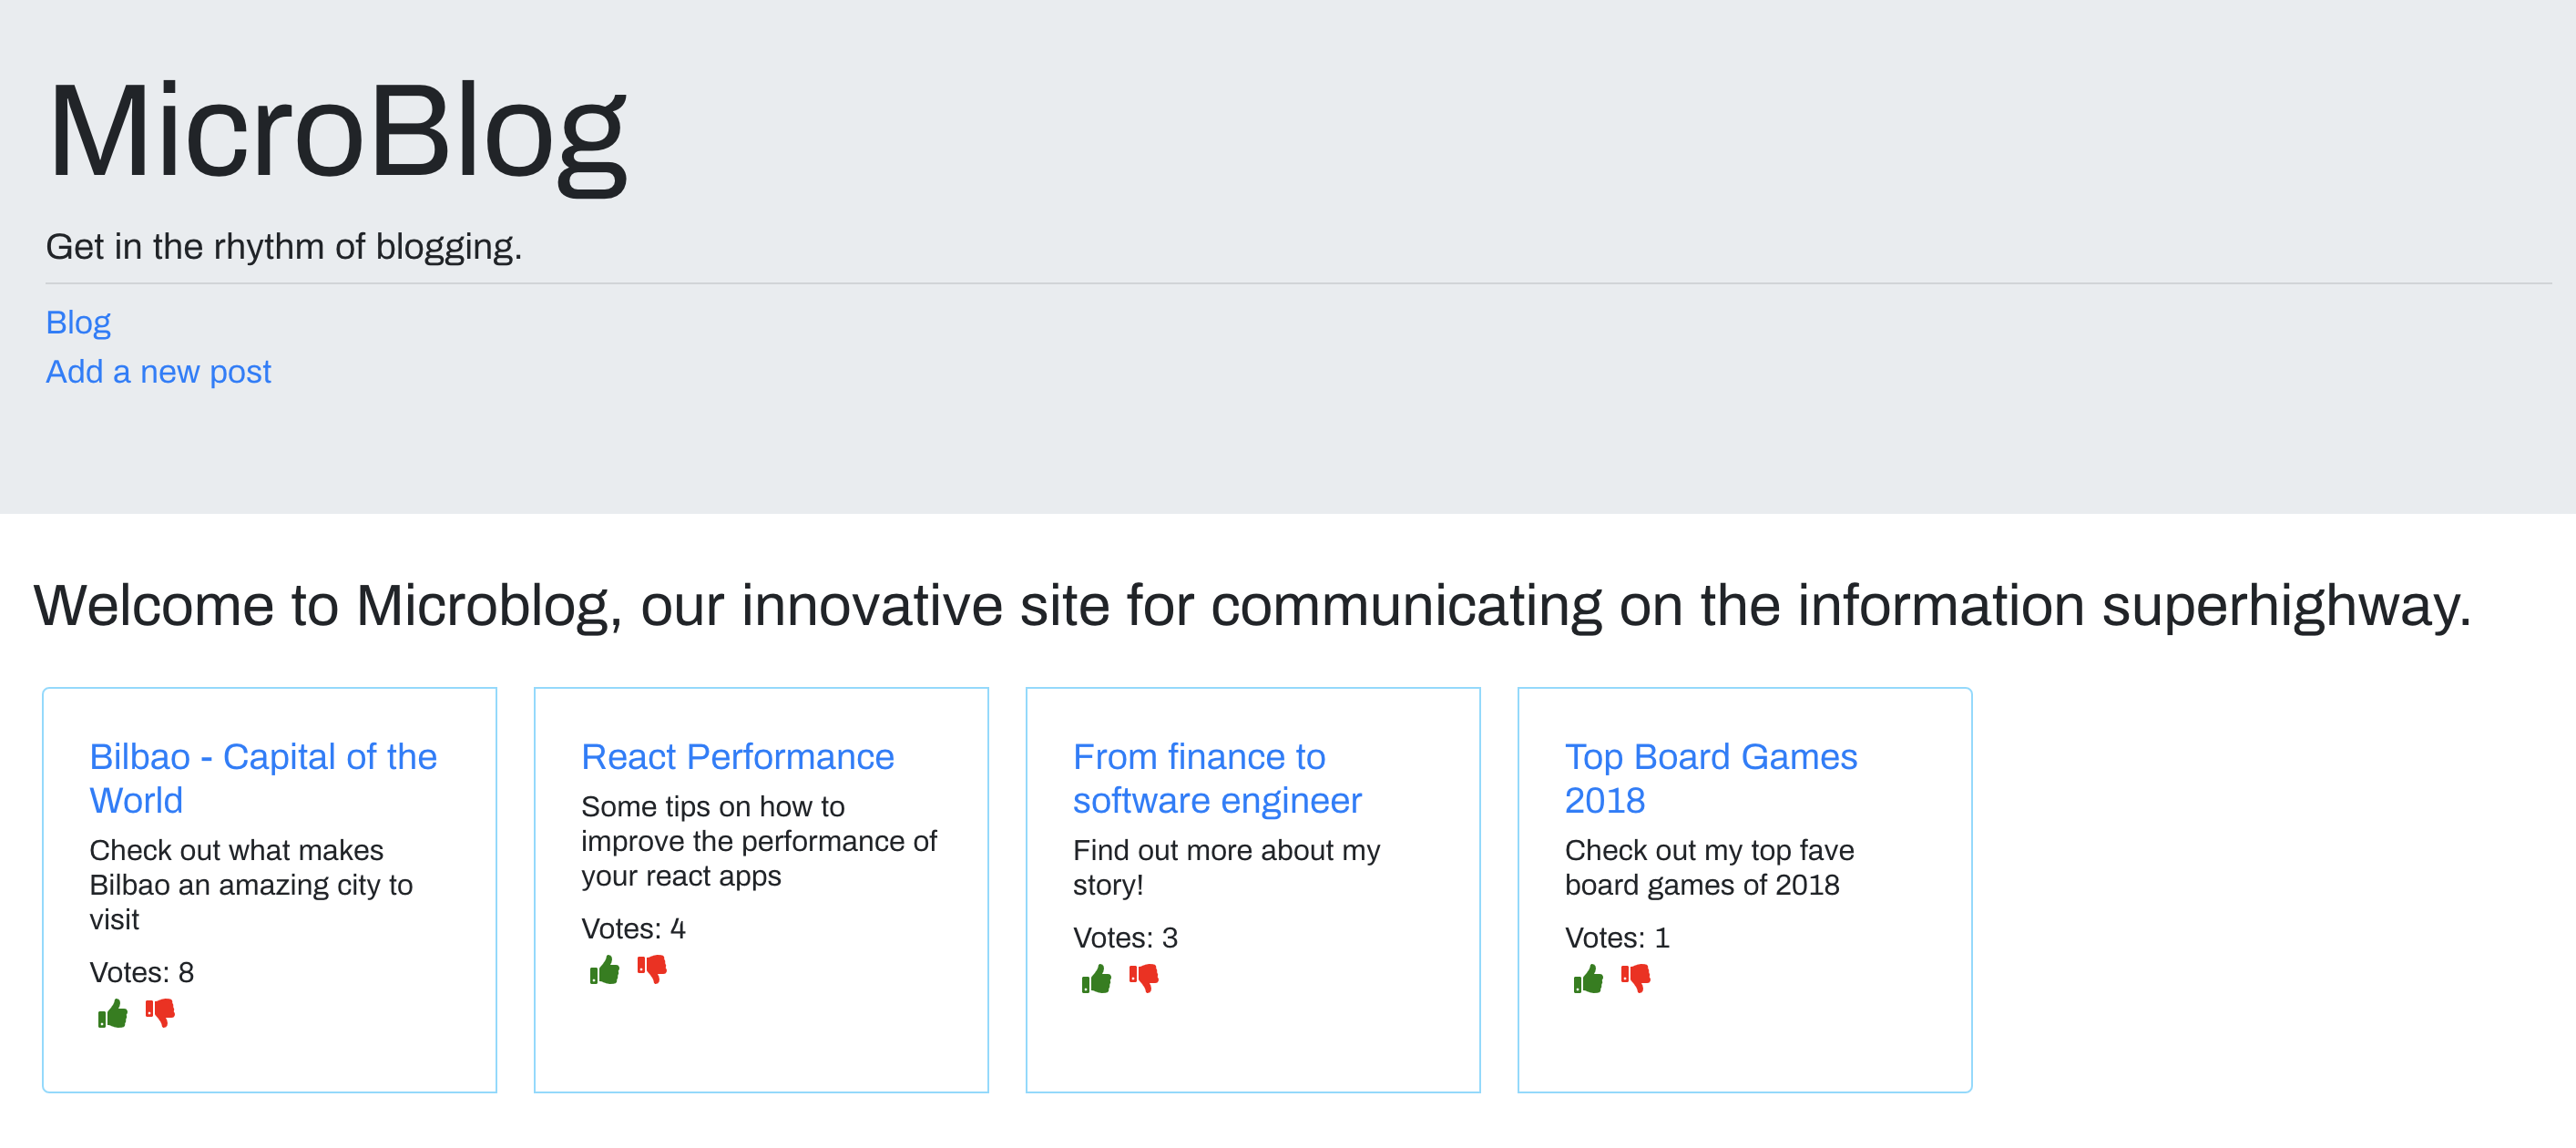 MicroBlog
Get in the rhythm of blogging.
Blog
Add a new post
Welcome to Microblog, our innovative site for communicating on the information superhighway.
Bilbao - Capital of the
World
Check out what makes
Bilbao an amazing city to
visit
Votes: 8
React Performance
Some tips on how to
improve the performance of
your react apps
Votes: 4
From finance to
software engineer
Find out more about my
story!
Votes: 3
Top Board Games
2018
Check out my top fave
board games of 2018
Votes: 1